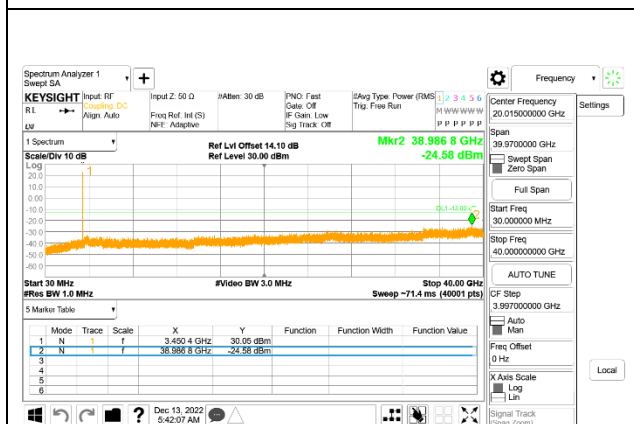 Spectrum Analyzer 1
Swept SA
+
Frequency
KEYSIGHT
Input: RF
Input Z: 50 Ω
#Atten: 30 dB
PNO: Fast
#Avg Type: Power (RMS
1 2 3 4 5 6
RL
Coupling: DC
Gate: Off
Trig: Free Run
M W W W W W
Align: Auto
Freq Ref: Int (S)
IF Gain: Low
NFE: Adaptive
Sig Track: Off
P P P P P P
1 Spectrum
Ref Lvl Offset 14.10 dB
Mkr2 38.986 8 GHz
Scale/Div 10 dB
Ref Level 30.00 dBm
-24.58 dBm
Log
1
20.0
10.0
0.00
-10.0
2
-20.0
-30.0
-40.0
-50.0
-60.0
Start 30 MHz
#Video BW 3.0 MHz
Stop 40.00 GHz
#Res BW 1.0 MHz
Sweep ~71.4 ms (40001 pts)
5 Marker Table
Mode Trace Scale X Y Function Function Width Function Value
1 N 1 f 3.450 4 GHz 30.05 dBm
2 N 1 f 38.986 8 GHz -24.58 dBm
3
4
5
6
?
Dec 13, 2022
5:42:07 AM
Center Frequency
20.015000000 GHz
Settings
Span
39.9700000 GHz
Swept Span
Zero Span
Full Span
Start Freq
30.000000 MHz
Stop Freq
40.000000000 GHz
AUTO TUNE
CF Step
3.997000000 GHz
Auto
Man
Freq Offset
0 Hz
X Axis Scale
Log
Lin
Local
Signal Track
(Span Zoom)